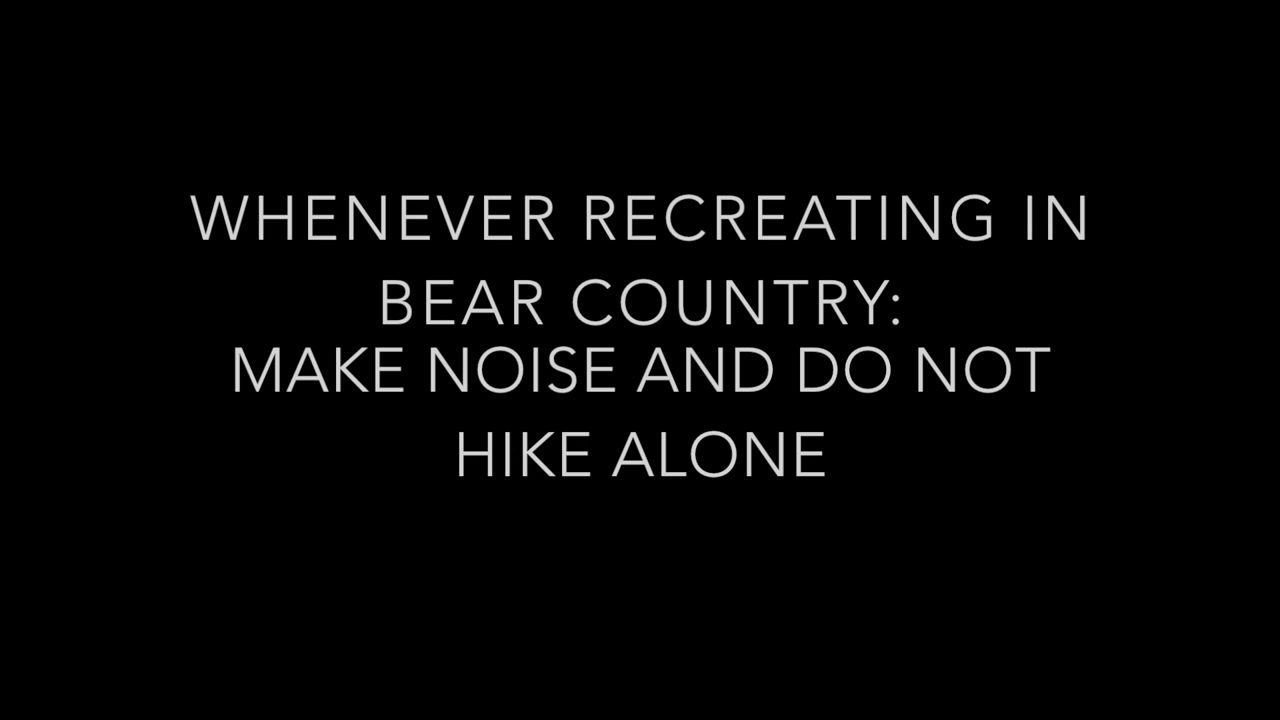 WHENEVER RECREATING IN
BEAR COUNTRY:
MAKE NOISE AND DO NOT
HIKE ALONE